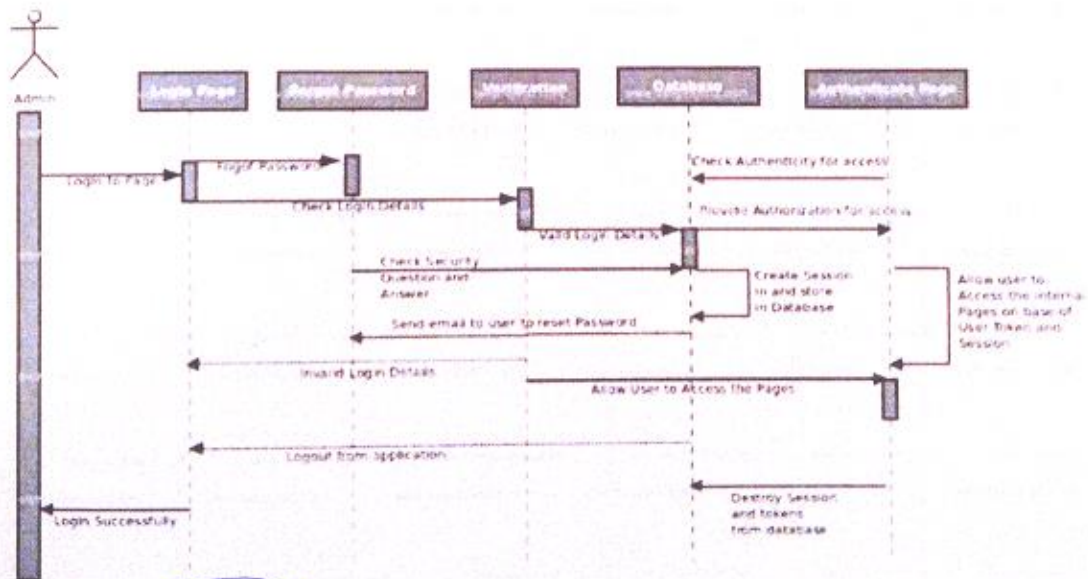 Admin
Login Page
Forgot Password
Verification
Database
Authenticate Page
Login to Page
Fogot Password
Check Login Details
Valid Login Details
Check Authenticity for access
Provide Authorization for access
Check Security
Question and
Answer
Create Session
in and store
in Database
Allow user to
Access the interna
Pages on base of
User Token and
Session
Send email to user to reset Password
Invalid Login Details
Allow User to Access the Pages
Logout from application
Login Successfully
Destroy Session
and tokens
from database